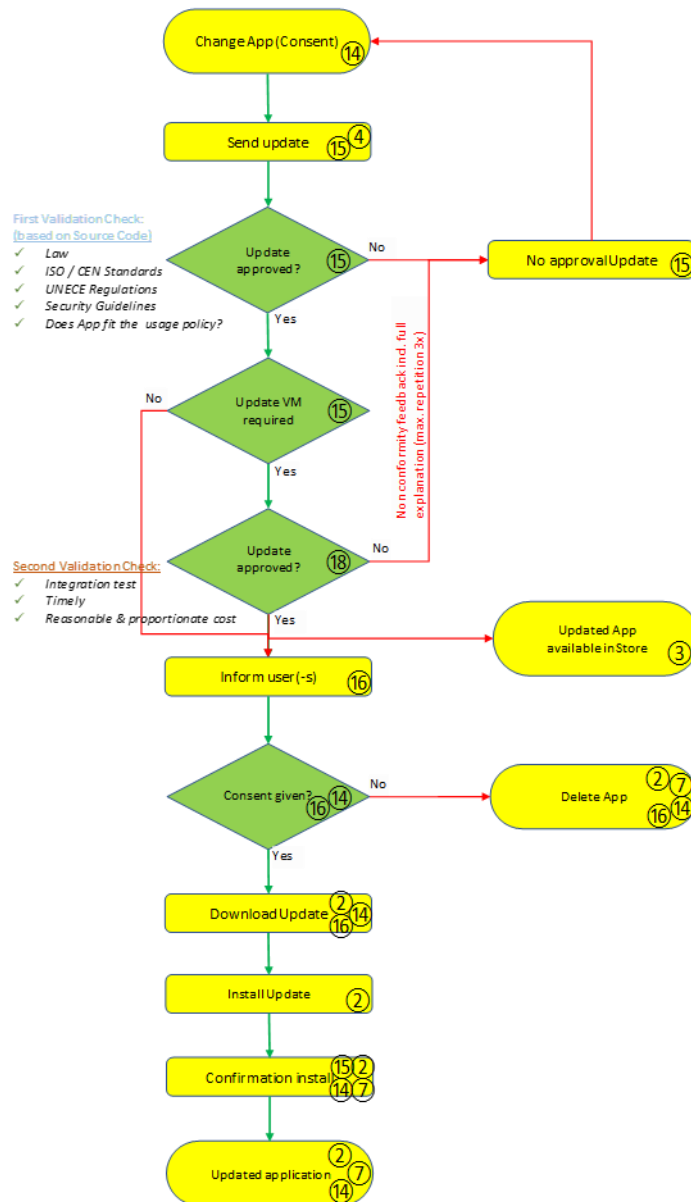 Change App (Consent)
14
Send update
4
15
First Validation Check:
(based on Source Code)
✓ Law
✓ ISO / CEN Standards
✓ UNECE Regulations
✓ Security Guidelines
✓ Does App fit the usage policy?
Update
approved?
15
No
No approval Update
15
Yes
Non conformity feedback ind. full
explanation (max. repetition 3x)
No
Update VM
required
15
Yes
Update
approved?
18
No
Second Validation Check:
✓ Integration test
✓ Timely
✓ Reasonable & proportionate cost
Yes
Updated App
available in Store
3
Inform user(-s)
16
Consent given?
14
16
No
Delete App
2
7
16
14
Yes
Download Update
2
14
16
Install Update
2
Confirmation install
15
2
14
7
Updated application
2
7
14